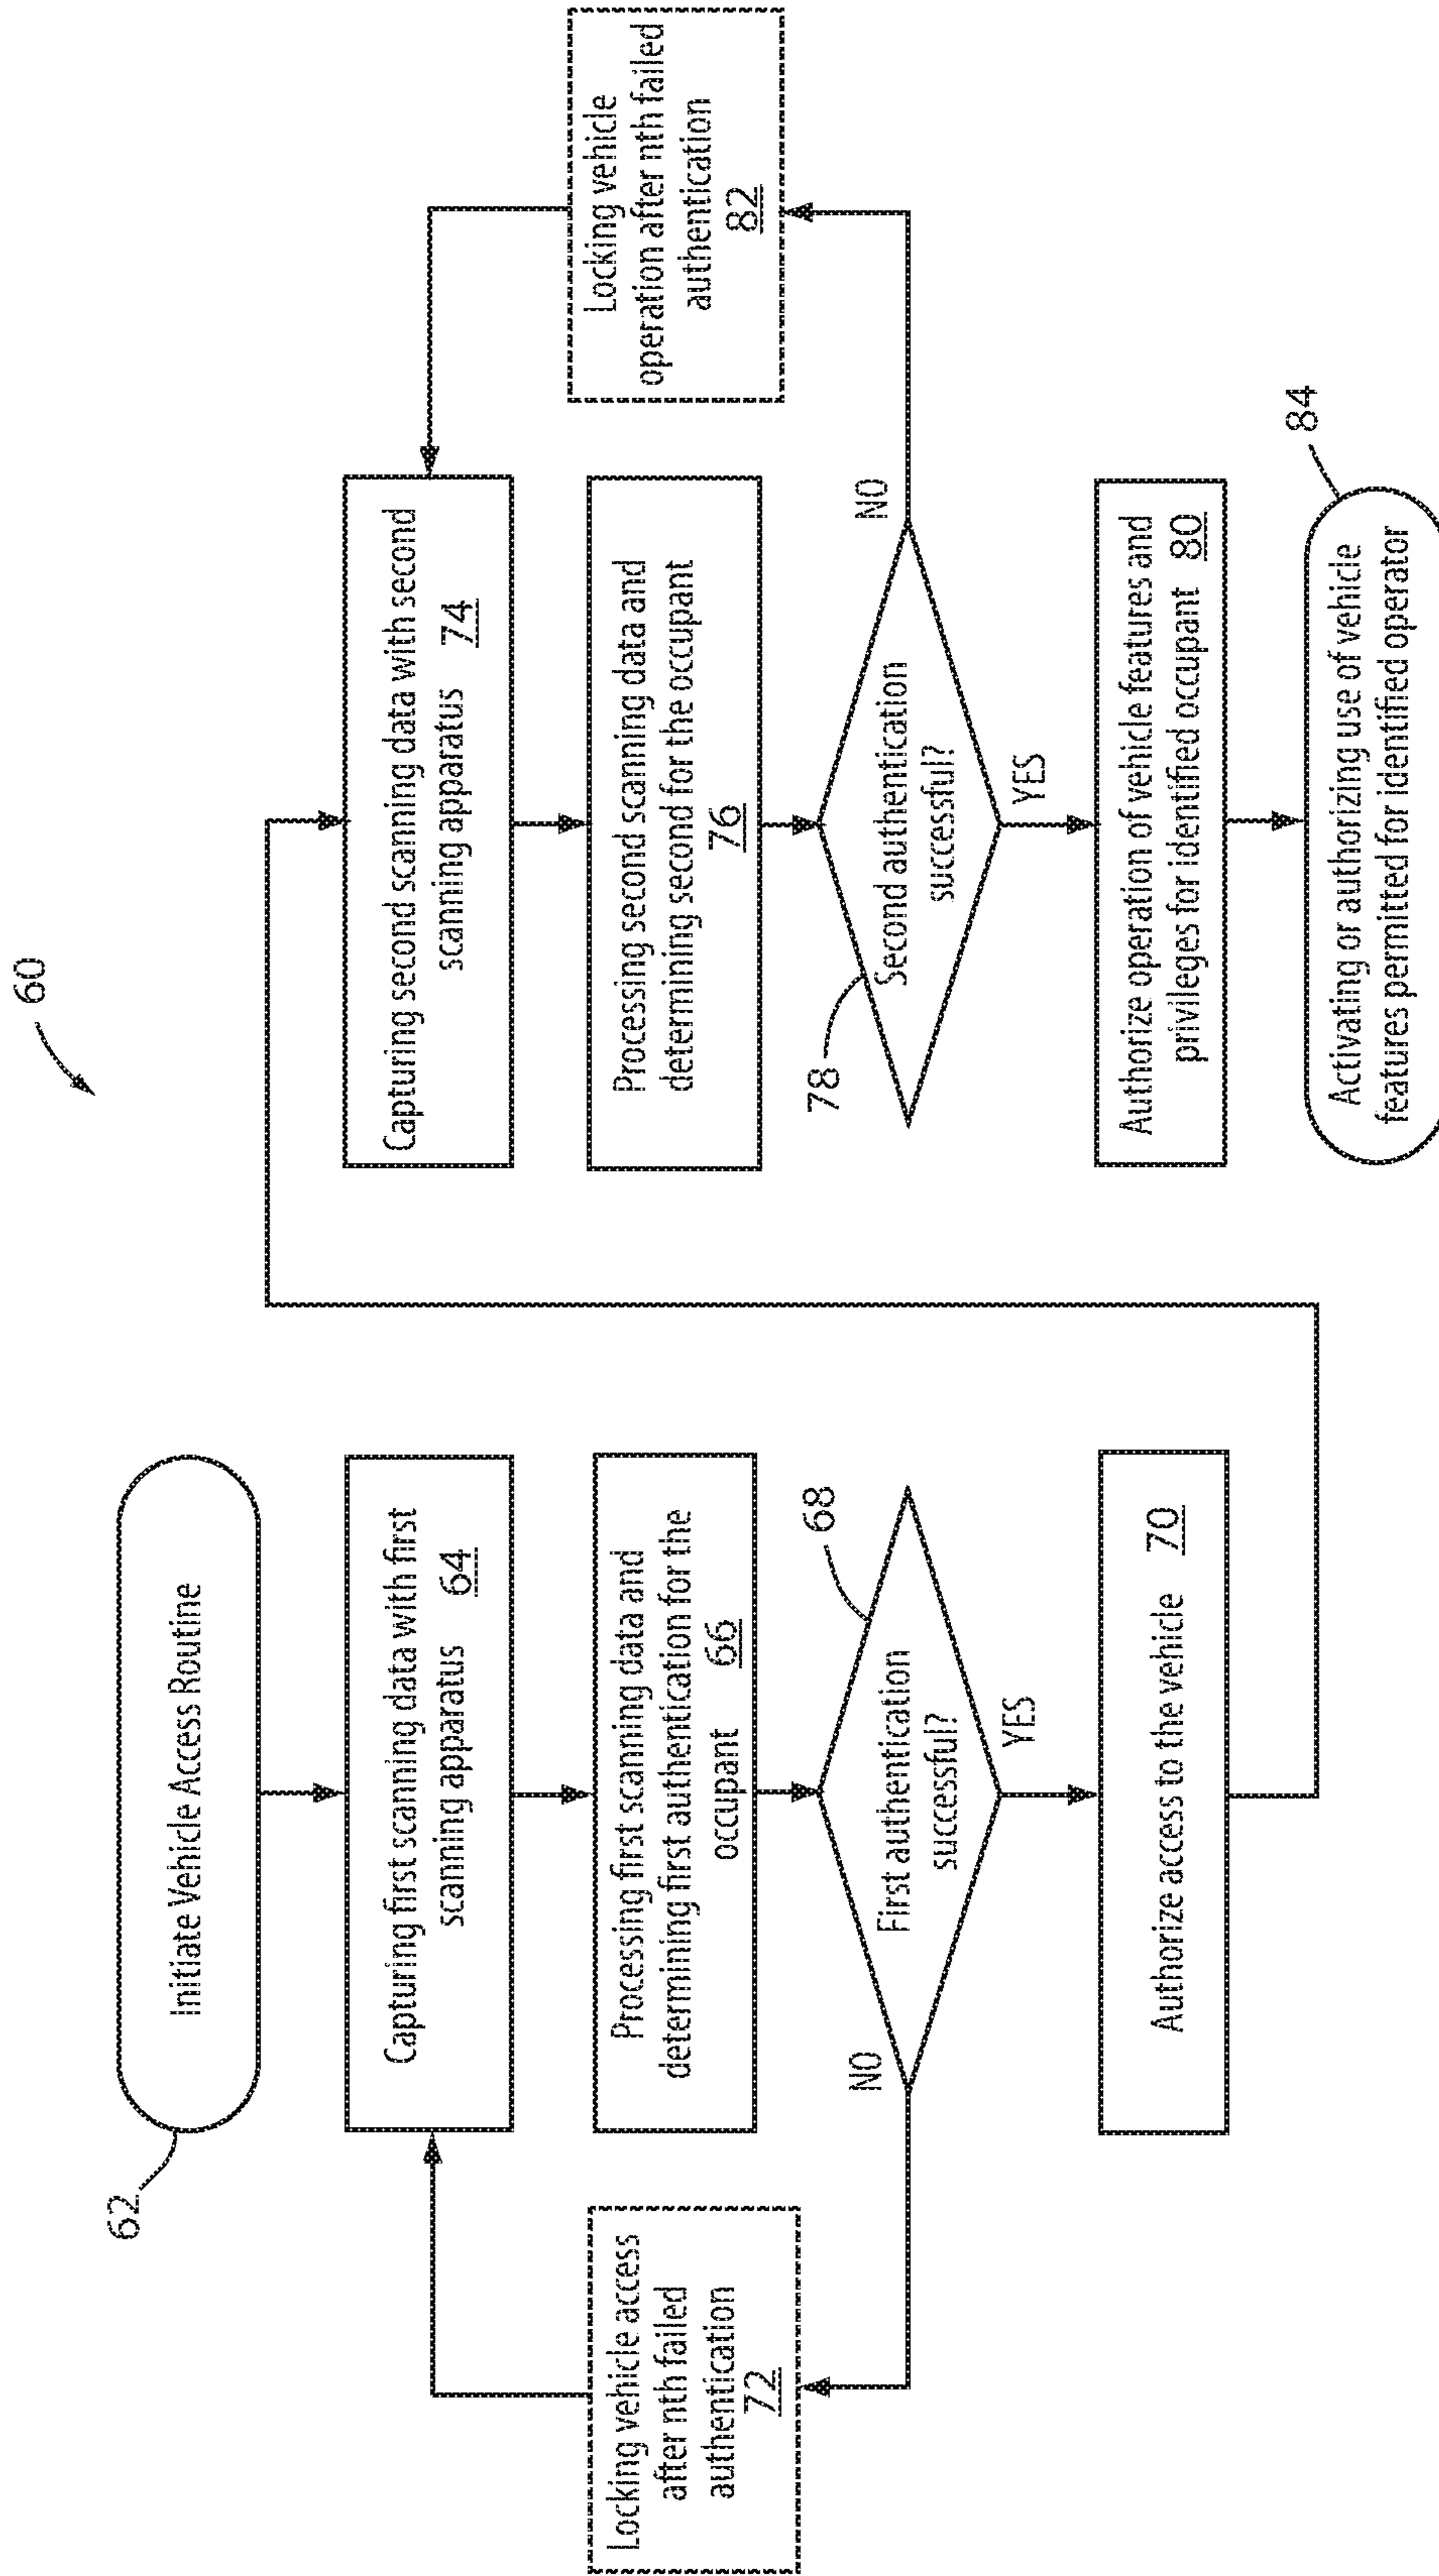 60
62
Initiate Vehicle Access Routine
Capturing first scanning data with first
scanning apparatus 64
Processing first scanning data and
determining first authentication for the
occupant 66
68
First authentication
successful?
NO
YES
Locking vehicle access
after nth failed
authentication
72
Authorize access to the vehicle 70
Capturing second scanning data with second
scanning apparatus 74
Processing second scanning data and
determining second for the occupant
76
78
Second authentication
successful?
NO
YES
Locking vehicle
operation after nth failed
authentication
82
Authorize operation of vehicle features and
privileges for identified occupant 80
84
Activating or authorizing use of vehicle
features permitted for identified operator